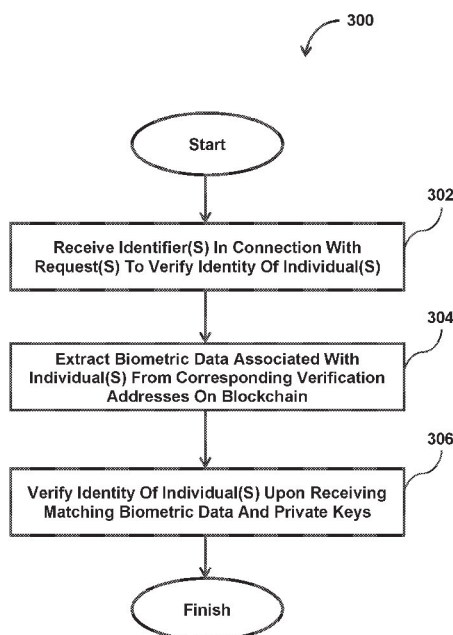 300
Start
302
Receive Identifier(S) In Connection With
Request(S) To Verify Identity Of Individual(S)
304
Extract Biometric Data Associated With
Individual(S) From Corresponding Verification
Addresses On Blockchain
306
Verify Identity Of Individual(S) Upon Receiving
Matching Biometric Data And Private Keys
Finish